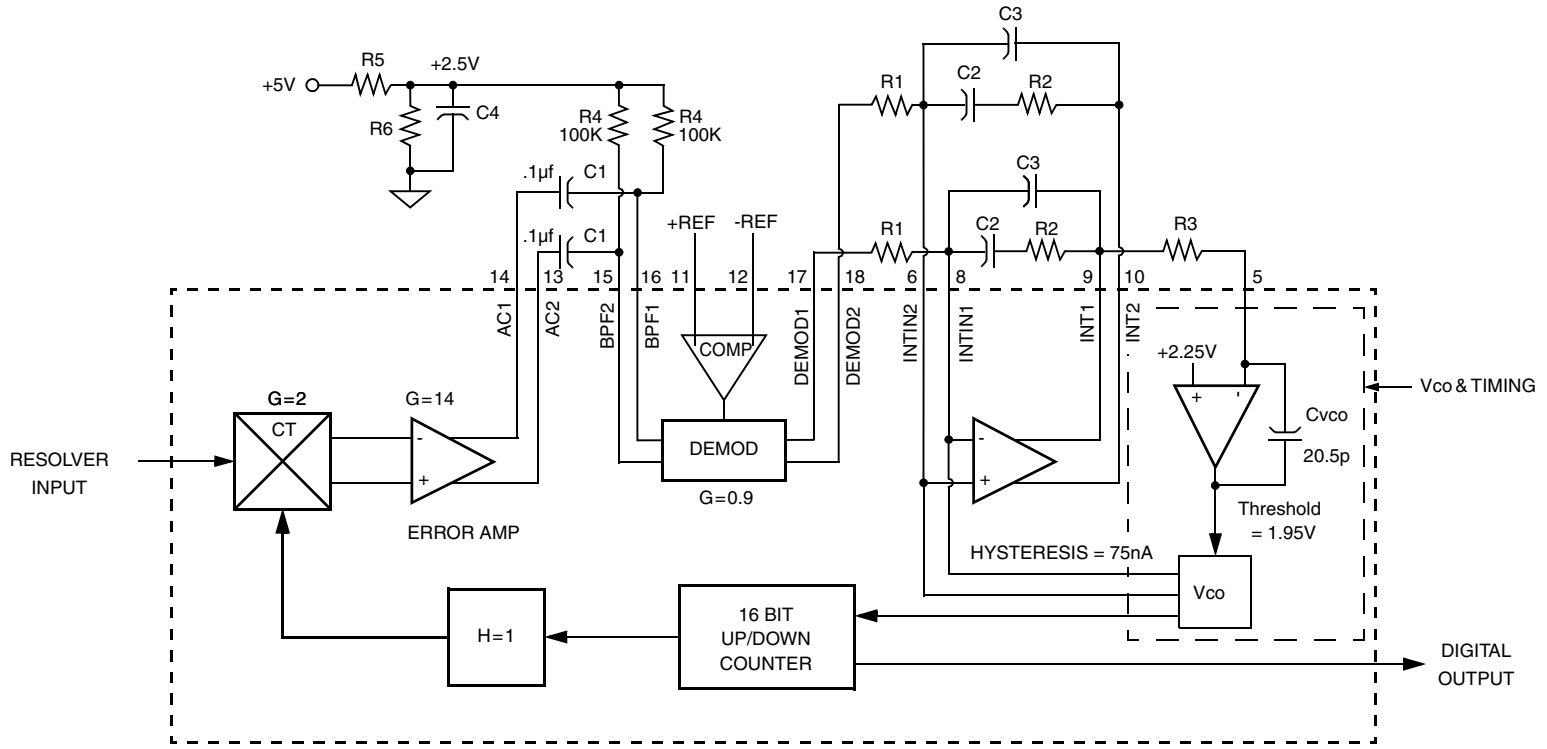 C3
+5V
R5
+2.5V
R6
C4
R4
100K
R4
100K
R1
C2
R2
.1µf
C1
C3
.1µf
C1
+REF
-REF
R1
C2
R2
R3
14
13
15
16
11
12
17
18
6
8
9
10
5
AC1
AC2
BPF2
BPF1
DEMOD1
DEMOD2
INTIN2
INTIN1
INT1
INT2
COMP
+2.25V
+
-
Vco & TIMING
G=2
CT
G=14
-
+
DEMOD
G=0.9
-
+
Cvco
20.5p
RESOLVER
INPUT
ERROR AMP
Threshold
= 1.95V
HYSTERESIS = 75nA
Vco
H=1
16 BIT
UP/DOWN
COUNTER
DIGITAL
OUTPUT